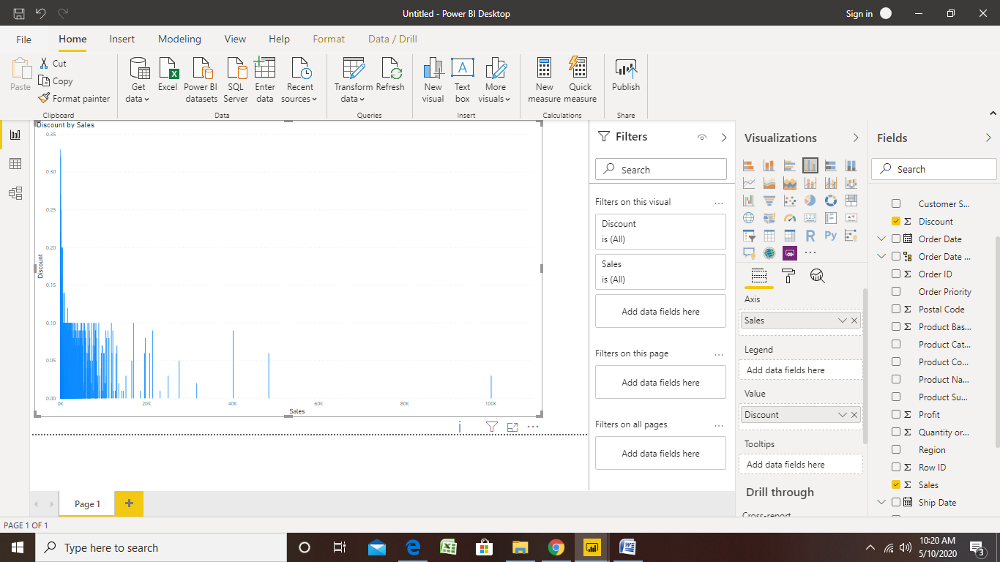 Untitled - Power BI Desktop
Sign in
File
Home
Insert
Modeling
View
Help
Format
Data / Drill
Paste
Cut
Copy
Format painter
Clipboard
Get data
Excel
Power BI datasets
SQL Server
Enter data
Recent sources
Data
Transform data
Refresh
Queries
New visual
Text box
A
More visuals
Insert
New measure
Quick measure
Calculations
Publish
Share
Discount by Sales
0.35
0.30
0.25
0.20
0.15
0.10
0.05
0.00
Discount
0K
20K
40K
60K
80K
100K
Sales
Filters
Search
Filters on this visual
...
Discount
is (All)
Sales
is (All)
Add data fields here
Filters on this page
...
Add data fields here
Filters on all pages
...
Add data fields here
Visualizations
123
R
Py
...
Axis
Sales
Legend
Add data fields here
Value
Discount
Tooltips
Add data fields here
Drill through
Cross-report
Fields
Search
Customer S...
Σ Discount
Order Date
Order Date ...
Σ Order ID
Order Priority
Σ Postal Code
Σ Product Bas...
Product Cat...
Product Co...
Product Na...
Product Su...
Σ Profit
Σ Quantity or...
Region
Σ Row ID
Σ Sales
Ship Date
Page 1
+
PAGE 1 OF 1
Type here to search
10:20 AM
5/10/2020
3